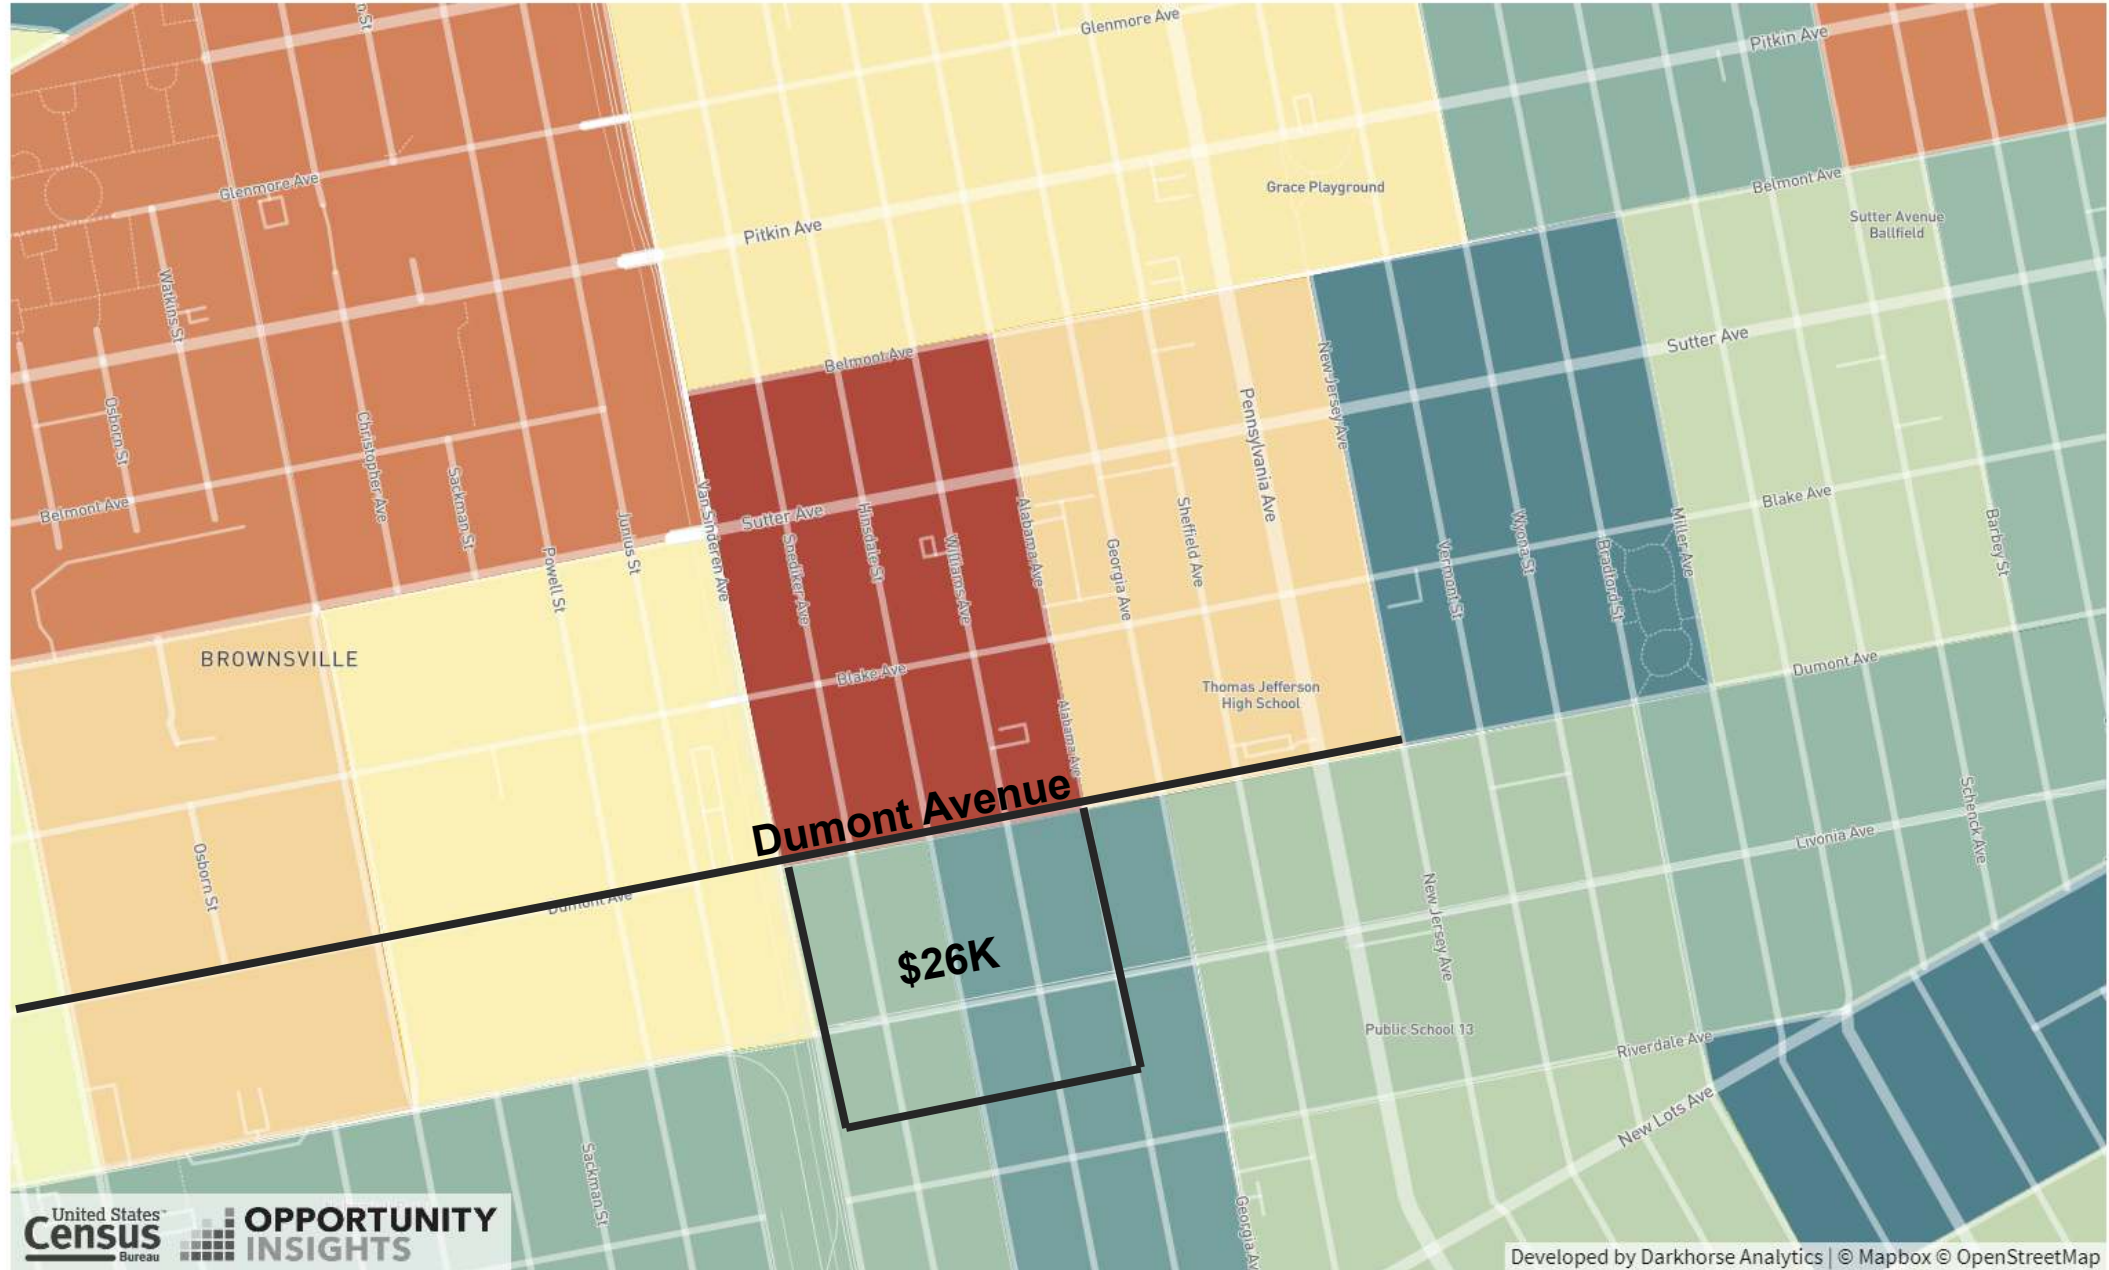 Glenmore Ave
Pitkin Ave
Glenmore Ave
Belmont Ave
Grace Playground
Sutter Avenue
Ballfield
Pitkin Ave
Watkins St
Belmont Ave
Sutter Ave
New Jersey Ave
Osborn St
Christopher Ave
Sackman St
Pennsylvania Ave
Belmont Ave
Powell St
Junius St
Van Sinderen Ave
Sutter Ave
Snediker Ave
Hinsdale St
Williams Ave
Alabama Ave
Georgia Ave
Sheffield Ave
Vermont St
Wyona St
Bradford St
Miller Ave
Blake Ave
Barbey St
BROWNSVILLE
Blake Ave
Alabama Ave
Thomas Jefferson
High School
Dumont Ave
Dumont Avenue
Osborn St
Dumont Ave
$26K
New Jersey Ave
Livonia Ave
Schenck Ave
Public School 13
Riverdale Ave
New Lots Ave
Sackman St
Georgia Av
United States™
Census
Bureau
OPPORTUNITY
INSIGHTS
Developed by Darkhorse Analytics | © Mapbox © OpenStreetMap